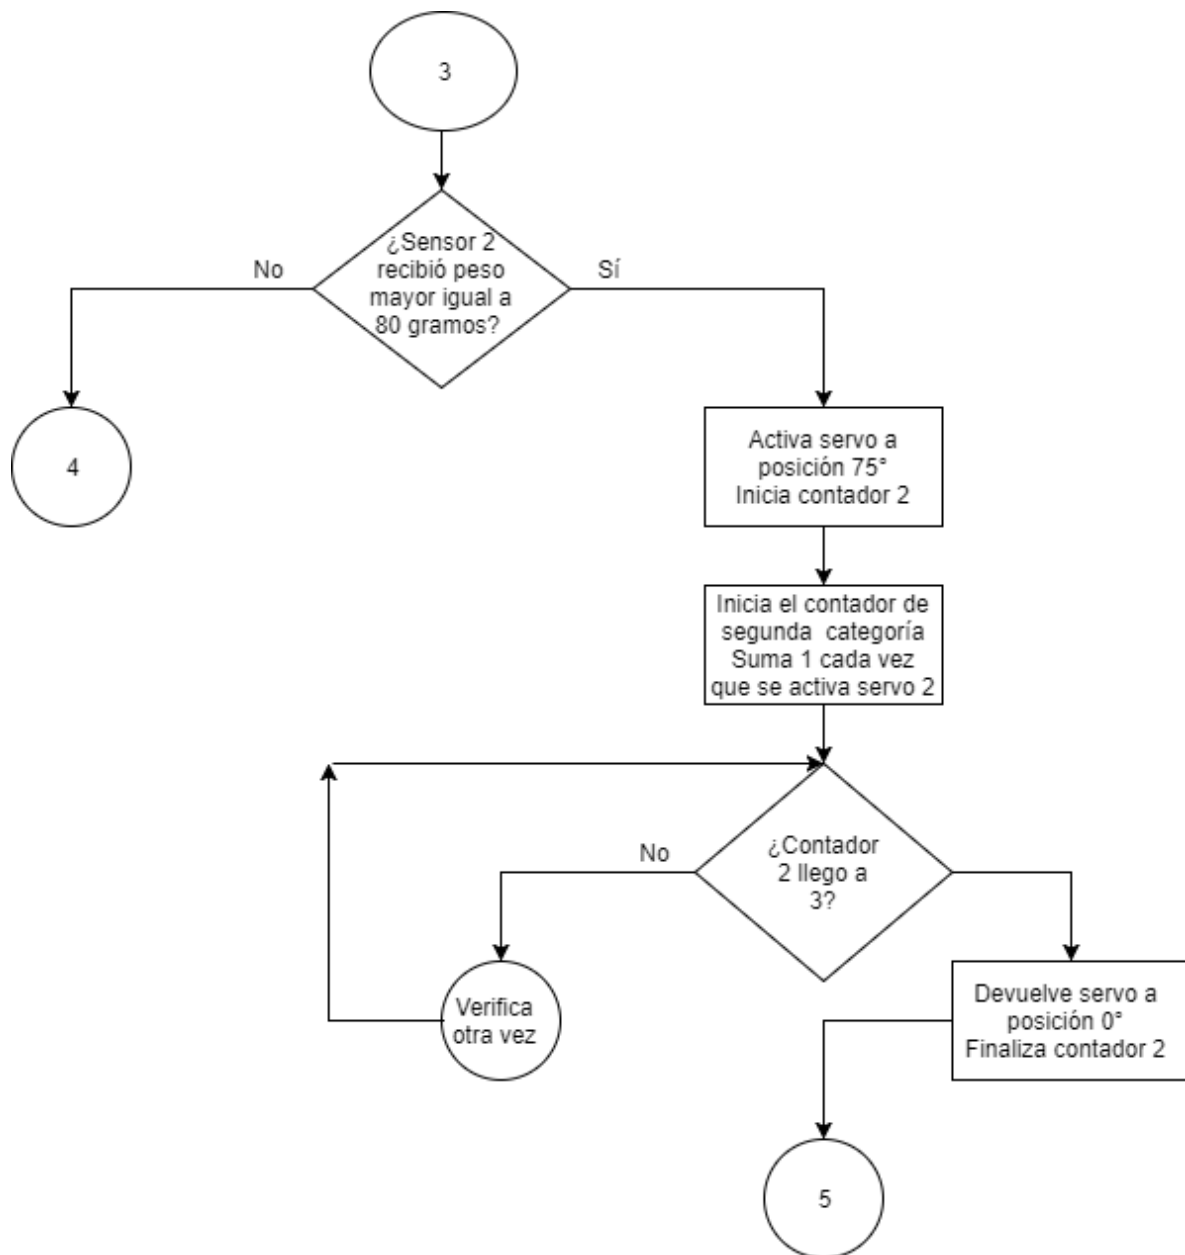 3
¿Sensor 2
recibió peso
mayor igual a
80 gramos?
No
Sí
4
Activa servo a
posición 75°
Inicia contador 2
Inicia el contador de
segunda categoría
Suma 1 cada vez
que se activa servo 2
¿Contador
2 llego a
3?
No
Verifica
otra vez
Devuelve servo a
posición 0°
Finaliza contador 2
5